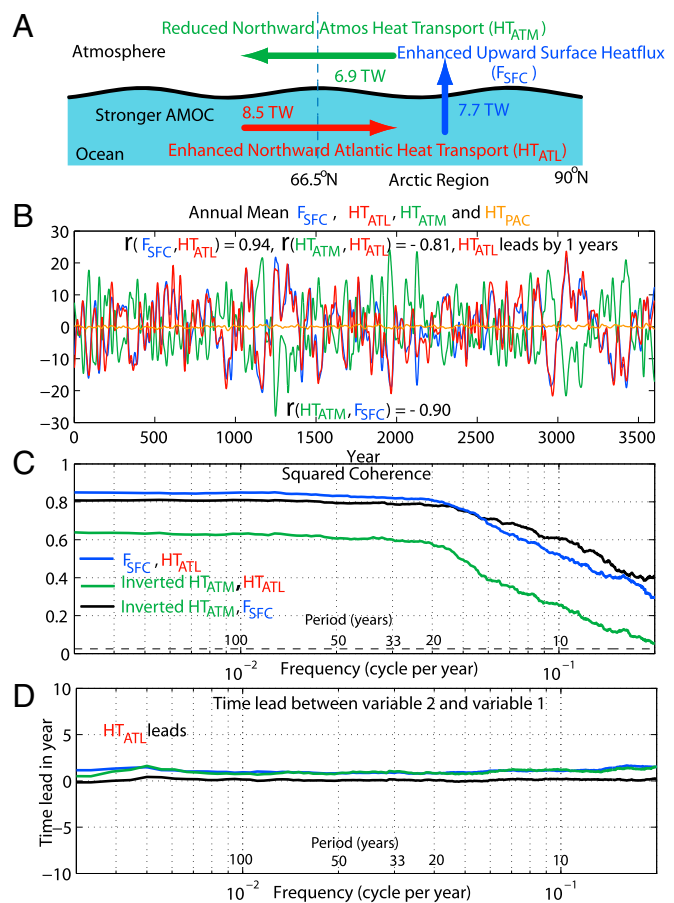 A
Reduced Northward Atmos Heat Transport (HTATM)
Atmosphere
Enhanced Upward Surface Heatflux
(FSFC)
6.9 TW
Stronger AMOC
8.5 TW
7.7 TW
Enhanced Northward Atlantic Heat Transport (HTATL)
Ocean
66.5°N
Arctic Region
90°N
B
Annual Mean FSFC , HTATL, HTATM and HTPAC
r( FSFC,HTATL) = 0.94, r(HTATM,HTATL) = - 0.81, HTATL leads by 1 years
30
20
10
0
−10
−20
−30
r(HTATM,FSFC) = - 0.90
0 500 1000 1500 2000 2500 3000 3500
Year
C
Squared Coherence
1
0.8
0.6
0.4
0.2
0
FSFC , HTATL
Inverted HTATM, HTATL
Inverted HTATM, FSFC
Period (years)
100 50 33 20 10
10−2 10−1
Frequency (cycle per year)
D
Time lead between variable 2 and variable 1
HTATL leads
Time lead in year
10
5
0
−5
−10
Period (years)
100 50 33 20 10
10−2 10−1
Frequency (cycle per year)